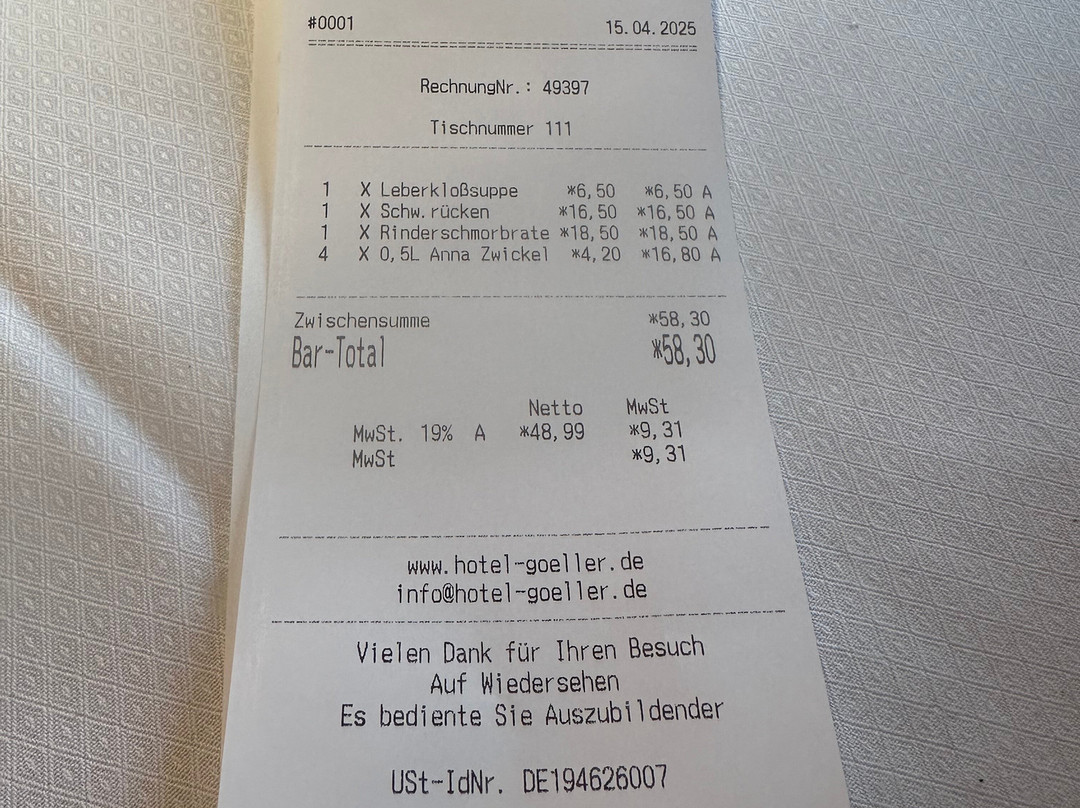 #0001 15.04.2025
RechnungNr.: 49397
Tischnummer 111
1 X Leberkloßsuppe *6,50 *6,50 A
1 X Schw.rücken *16,50 *16,50 A
1 X Rinderschmorbrate *18,50 *18,50 A
4 X 0,5L Anna Zwickel *4,20 *16,80 A
Zwischensumme *58,30
Bar-Total *58,30
Netto MwSt
MwSt. 19% A *48,99 *9,31
MwSt *9,31
www.hotel-goeller.de
info@hotel-goeller.de
Vielen Dank für Ihren Besuch
Auf Wiedersehen
Es bediente Sie Auszubildender
USt-IdNr. DE194626007